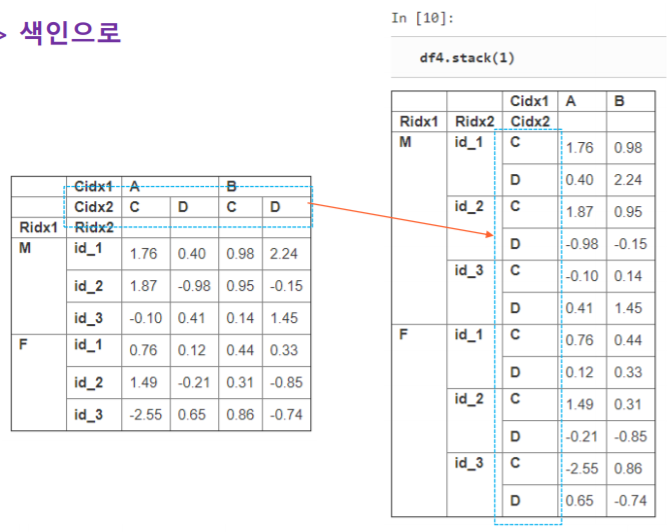 > 색인으로
In [10]:
df4.stack(1)
Cidx1 A B
Ridx1 Ridx2 Cidx2
M id_1 C 1.76 0.98
D 0.40 2.24
id_2 C 1.87 0.95
D -0.98 -0.15
id_3 C -0.10 0.14
D 0.41 1.45
F id_1 C 0.76 0.44
D 0.12 0.33
id_2 C 1.49 0.31
D -0.21 -0.85
id_3 C -2.55 0.86
D 0.65 -0.74
Cidx1 A B
Cidx2 C D C D
Ridx1 Ridx2
M id_1 1.76 0.40 0.98 2.24
id_2 1.87 -0.98 0.95 -0.15
id_3 -0.10 0.41 0.14 1.45
F id_1 0.76 0.12 0.44 0.33
id_2 1.49 -0.21 0.31 -0.85
id_3 -2.55 0.65 0.86 -0.74